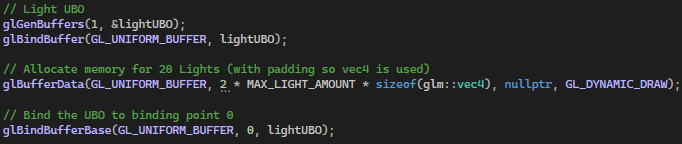 // Light UBO
glGenBuffers(1, &lightUBO);
glBindBuffer(GL_UNIFORM_BUFFER, lightUBO);
// Allocate memory for 20 Lights (with padding so vec4 is used)
glBufferData(GL_UNIFORM_BUFFER, 2 * MAX_LIGHT_AMOUNT * sizeof(glm::vec4), nullptr, GL_DYNAMIC_DRAW);
// Bind the UBO to binding point 0
glBindBufferBase(GL_UNIFORM_BUFFER, 0, lightUBO);